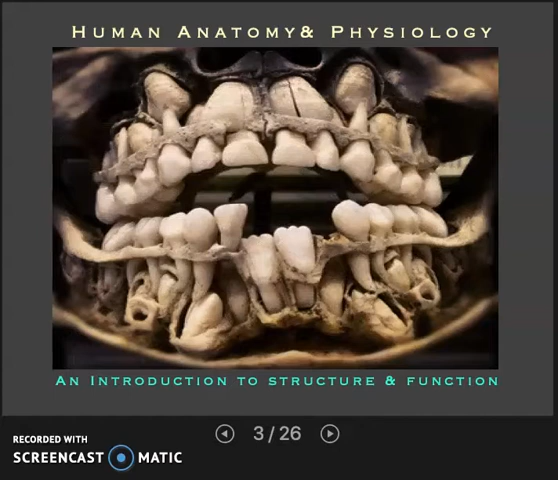 HUMAN ANATOMY& PHYSIOLOGY
AN INTRODUCTION TO STRUCTURE & FUNCTION
3 / 26
RECORDED WITH
SCREENCAST MATIC